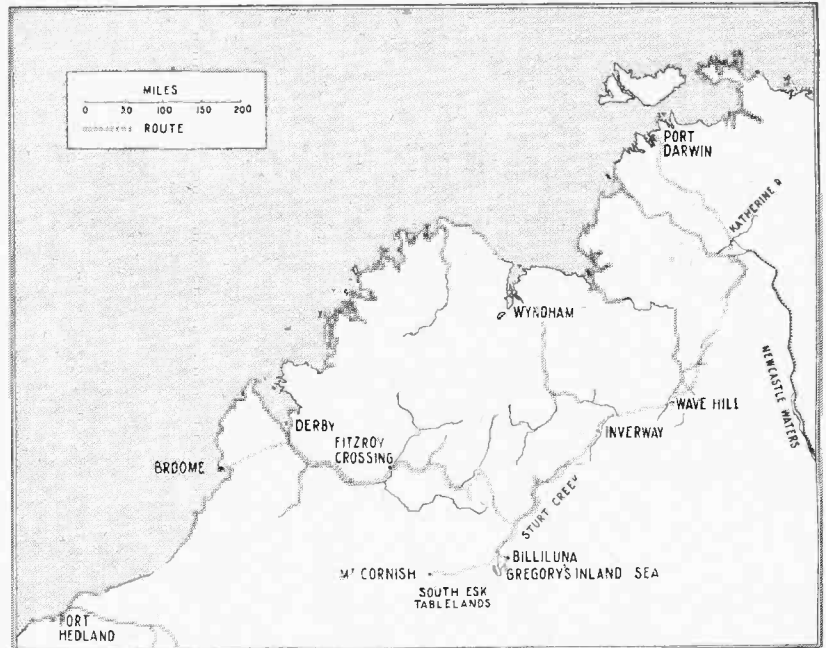 MILES
0 50 100 150 200
ROUTE
PORT
DARWIN
KATHERINE R
WYNDHAM
NEWCASTLE WATERS
WAVE HILL
DERBY
FITZROY
CROSSING
INVERWAY
BROOME
STURT CREEK
BILLILUNA
MT CORNISH
GREGORY'S INLAND SEA
SOUTH ESK
TABLELANDS
PORT
HEDLAND